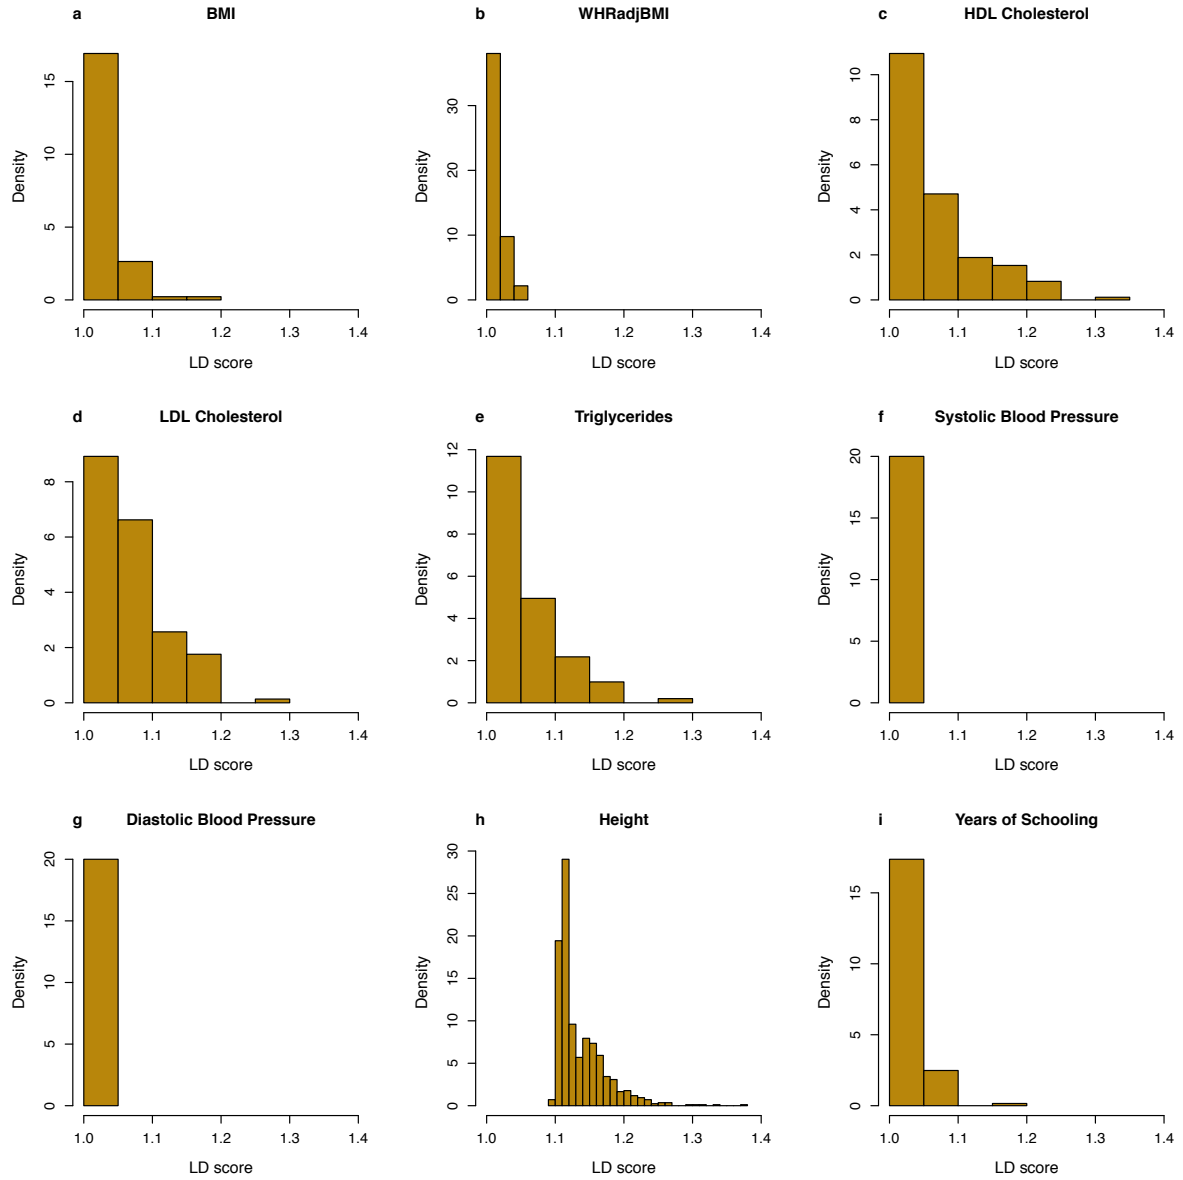 a BMI
b WHRadjBMI
c HDL Cholesterol
Density
0 5 10 15
1.0 1.1 1.2 1.3 1.4
LD score
Density
0 10 20 30
1.0 1.1 1.2 1.3 1.4
LD score
Density
0 2 4 6 8 10
1.0 1.1 1.2 1.3 1.4
LD score
d LDL Cholesterol
e Triglycerides
f Systolic Blood Pressure
Density
0 2 4 6 8
1.0 1.1 1.2 1.3 1.4
LD score
Density
0 2 4 6 8 10 12
1.0 1.1 1.2 1.3 1.4
LD score
Density
0 5 10 15 20
1.0 1.1 1.2 1.3 1.4
LD score
g Diastolic Blood Pressure
h Height
i Years of Schooling
Density
0 5 10 15 20
1.0 1.1 1.2 1.3 1.4
LD score
Density
0 5 10 15 20 25 30
1.0 1.1 1.2 1.3 1.4
LD score
Density
0 5 10 15
1.0 1.1 1.2 1.3 1.4
LD score